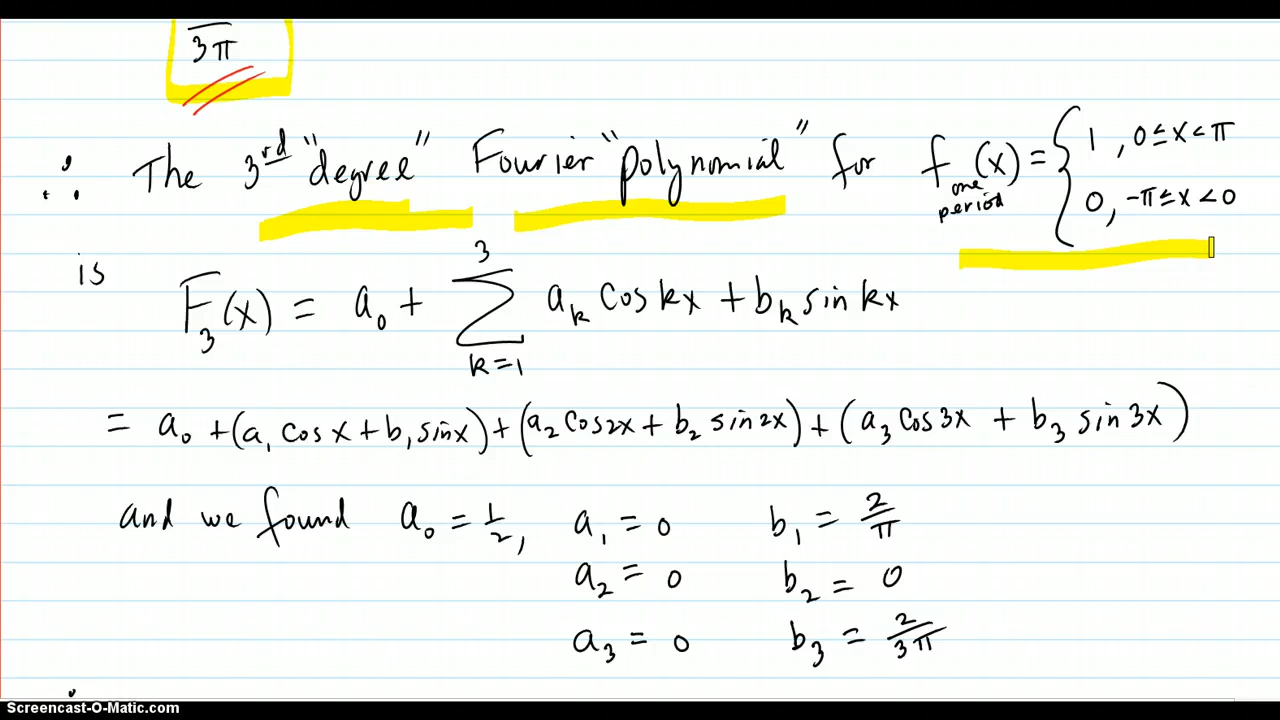 3π
∴ The 3rd "degree" Fourier "polynomial" for f one period (x) = { 1 , 0 ≤ x < π
0, -π ≤ x < 0
is
F₃(x) = a₀ + Σ 3 k=1 aₖ cos kx + bₖ sin kx
= a₀ + (a₁ cos x + b₁ sin x) + (a₂ cos 2x + b₂ sin 2x) + (a₃ cos 3x + b₃ sin 3x)
and we found a₀ = 1/2, a₁ = 0 b₁ = 2/π
a₂ = 0 b₂ = 0
a₃ = 0 b₃ = 2/3π
Screencast-O-Matic.com